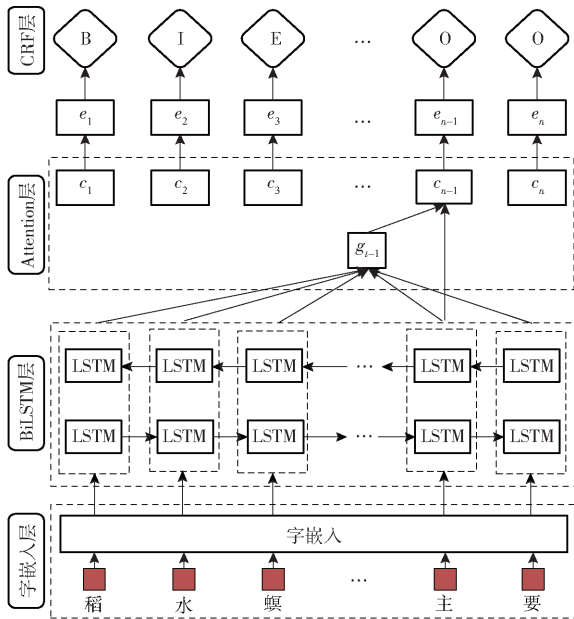 CRF层
B I E … O O
e₁ e₂ e₃ … eₙ₋₁ eₙ
Attention层
c₁ c₂ c₃ … cₙ₋₁ cₙ
gₜ₋₁
BiLSTM层
LSTM LSTM LSTM … LSTM LSTM
LSTM LSTM LSTM … LSTM LSTM
字嵌入层
字嵌入
…
稻 水 螟 主 要